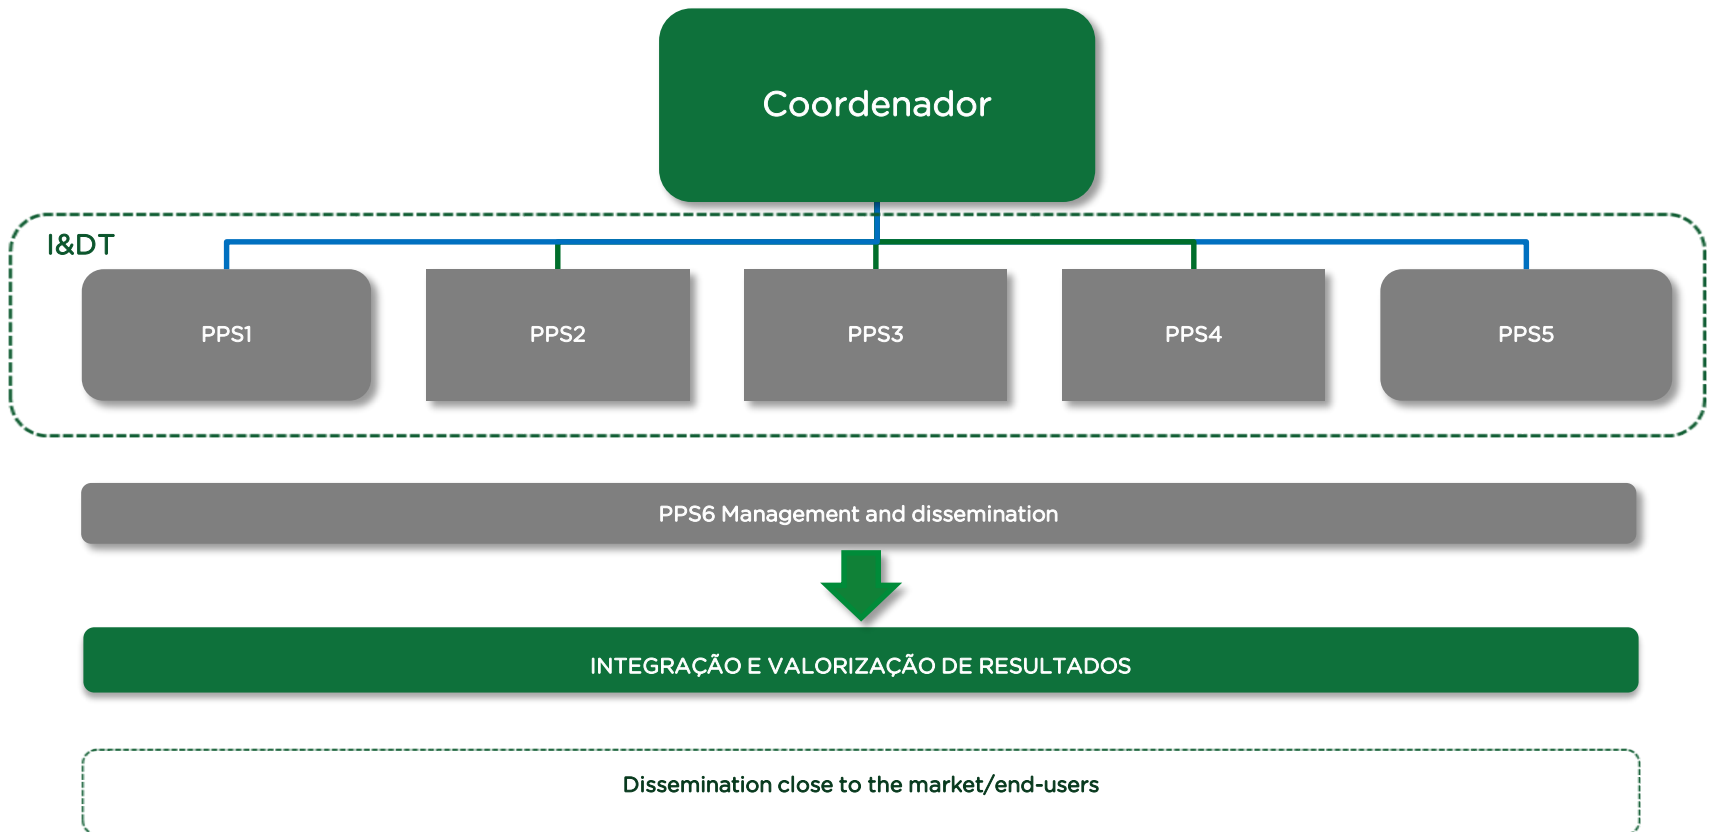 Coordenador
I&DT
PPS1
PPS2
PPS3
PPS4
PPS5
PPS6 Management and dissemination
INTEGRAÇÃO E VALORIZAÇÃO DE RESULTADOS
Dissemination close to the market/end-users